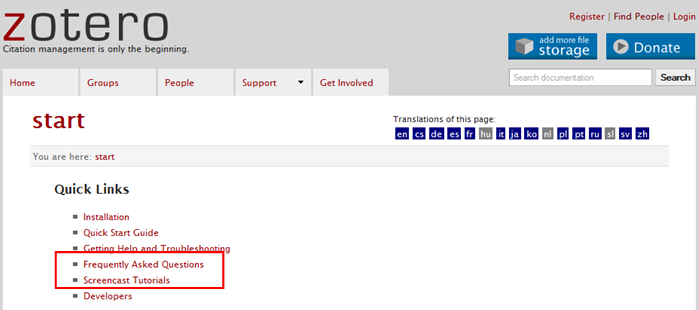 zotero
Citation management is only the beginning.
Register | Find People | Login
add more file
storage
Donate
Home
Groups
People
Support
Get Involved
Search documentation
Search
start
Translations of this page:
en cs de es fr hu it ja ko nl pl pt ru sl sv zh
You are here: start
Quick Links
Installation
Quick Start Guide
Getting Help and Troubleshooting
Frequently Asked Questions
Screencast Tutorials
Developers